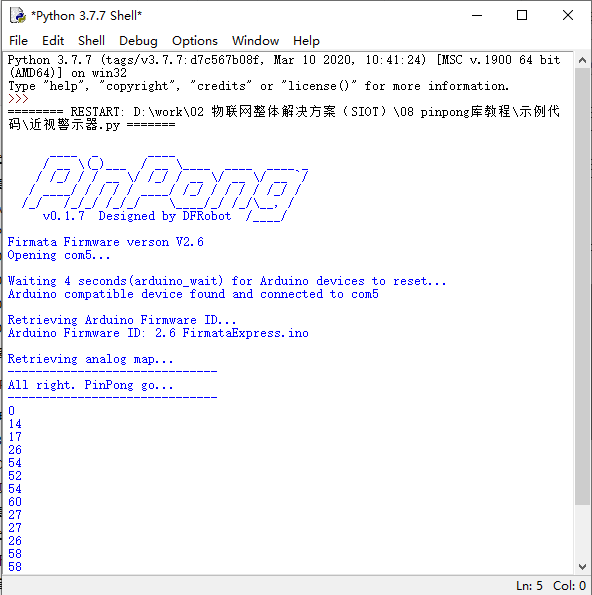 *Python 3.7.7 Shell*
File Edit Shell Debug Options Window Help
Python 3.7.7 (tags/v3.7.7:d7c567b08f, Mar 10 2020, 10:41:24) [MSC v.1900 64 bit
(AMD64)] on win32
Type "help", "copyright", "credits" or "license()" for more information.
>>>
======== RESTART: D:\work\02 物联网整体解决方案（SIOT）\08 pinpong库教程\示例代
码\近视警示器.py =======
PinPong
v0.1.7 Designed by DFRobot
Firmata Firmware verson V2.6
Opening com5...
Waiting 4 seconds(arduino_wait) for Arduino devices to reset...
Arduino compatible device found and connected to com5
Retrieving Arduino Firmware ID...
Arduino Firmware ID: 2.6 FirmataExpress.ino
Retrieving analog map...
------------------------------
All right. PinPong go...
------------------------------
0
14
17
26
54
52
54
60
27
27
26
58
58
Ln: 5 Col: 0